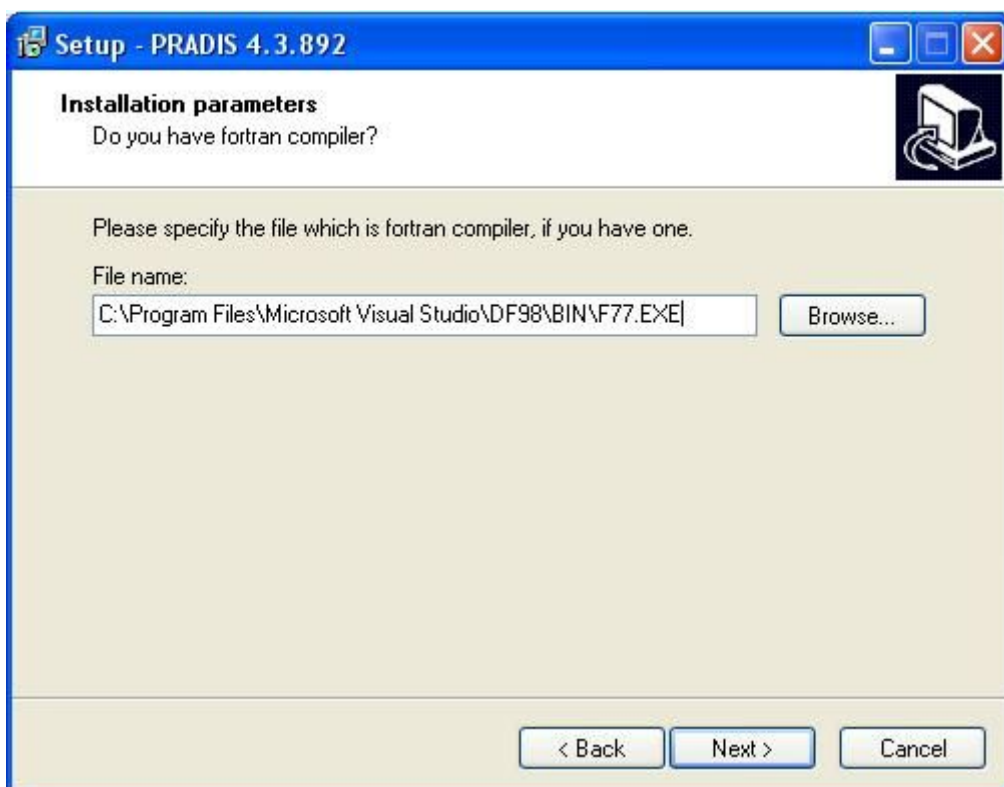 Setup - PRADIS 4.3.892
Installation parameters
Do you have fortran compiler?
Please specify the file which is fortran compiler, if you have one.
File name:
C:\Program Files\Microsoft Visual Studio\DF98\BIN\F77.EXE
Browse...
< Back
Next >
Cancel